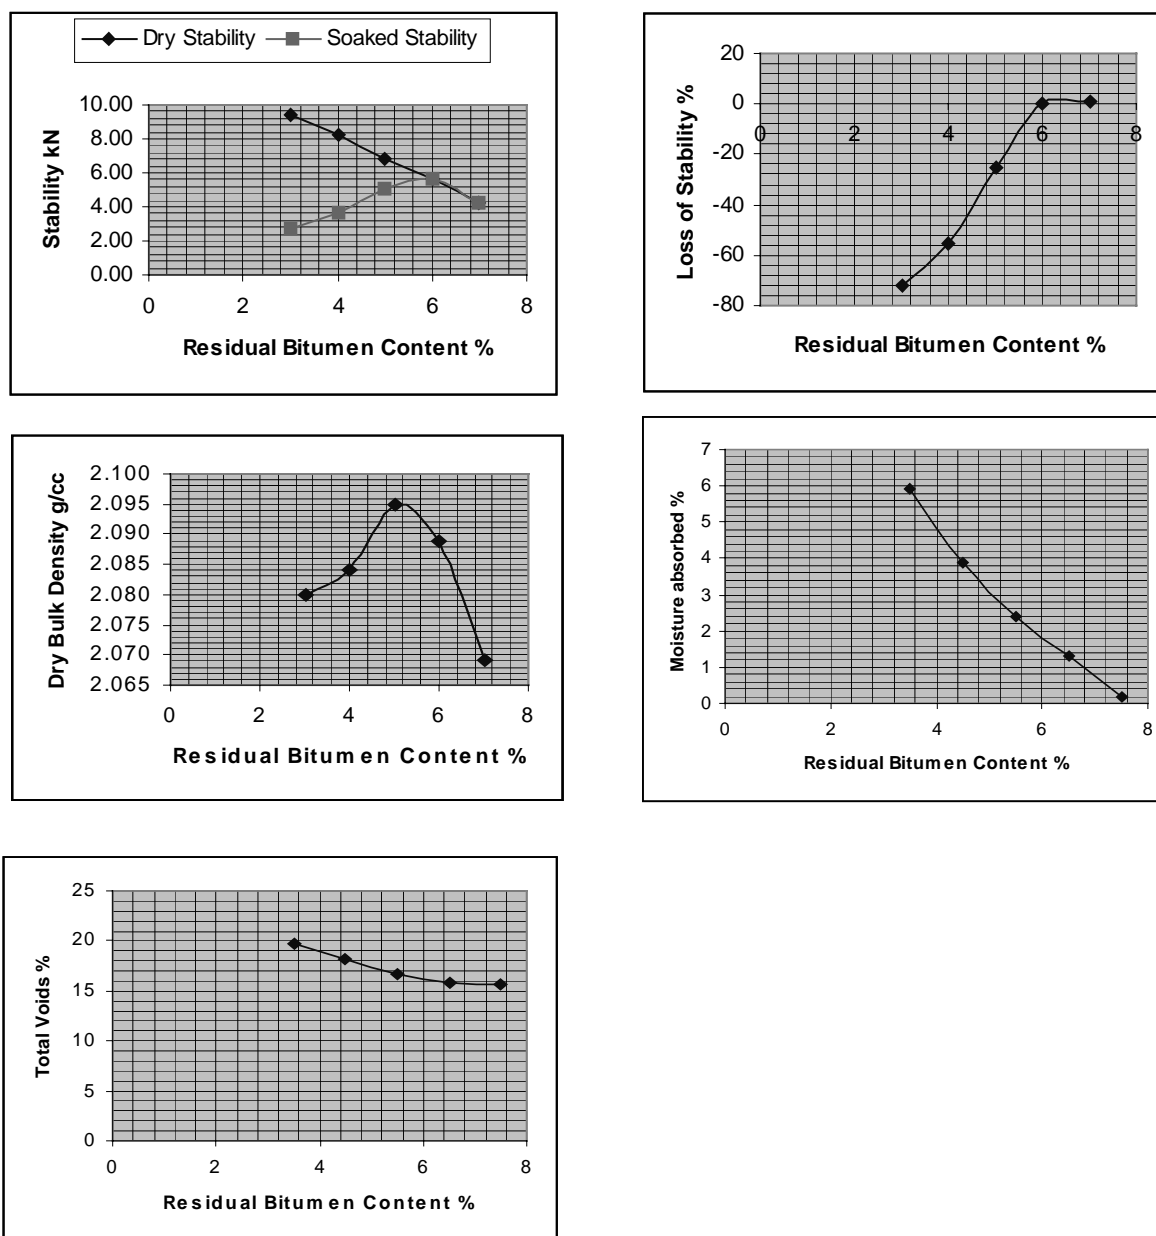 Dry Stability Soaked Stability
Stability kN
10.00
8.00
6.00
4.00
2.00
0.00
0 2 4 6 8
Residual Bitumen Content %
Loss of Stability %
20
0
-20
-40
-60
-80
0 2 4 6 8
Residual Bitumen Content %
Dry Bulk Density g/cc
2.100
2.095
2.090
2.085
2.080
2.075
2.070
2.065
0 2 4 6 8
Residual Bitumen Content %
Moisture absorbed %
7
6
5
4
3
2
1
0
0 2 4 6 8
Residual Bitumen Content %
Total Voids %
25
20
15
10
5
0
0 2 4 6 8
Residual Bitumen Content %